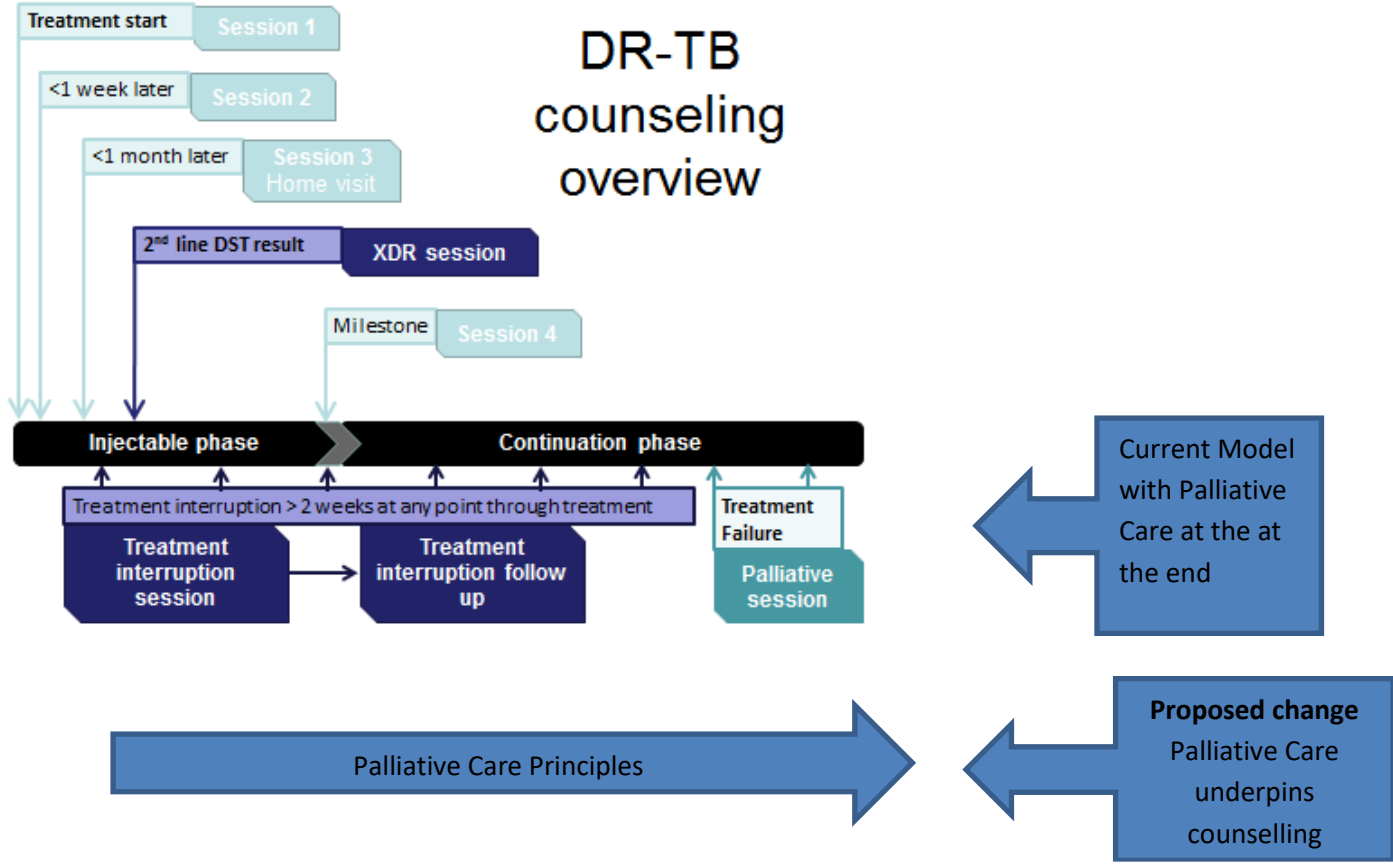 Treatment start
Session 1
DR-TB
counseling
overview
<1 week later
Session 2
<1 month later
Session 3
Home visit
2nd line DST result
XDR session
Milestone
Session 4
Injectable phase
Continuation phase
Treatment interruption > 2 weeks at any point through treatment
Treatment
interruption
session
Treatment
interruption follow
up
Treatment
Failure
Palliative
session
Current Model
with Palliative
Care at the at
the end
Palliative Care Principles
Proposed change
Palliative Care
underpins
counselling